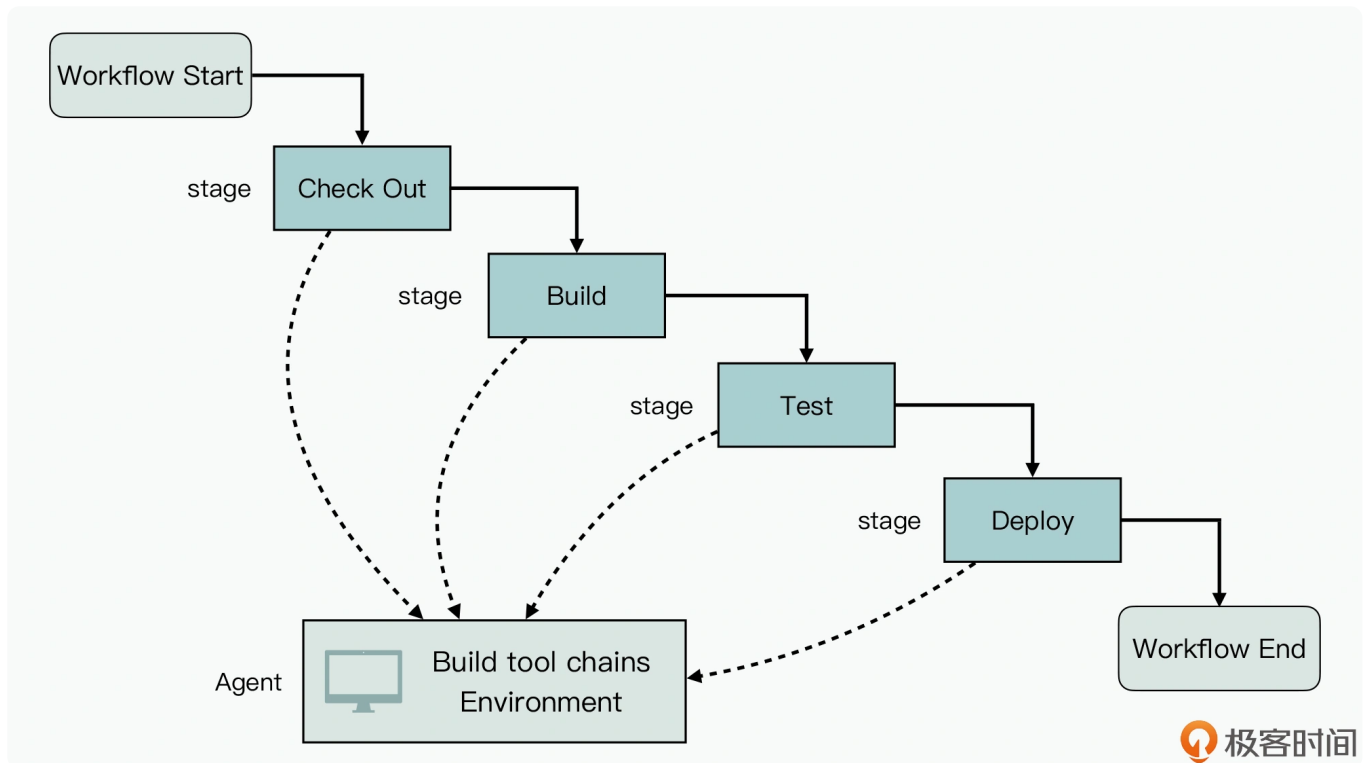 Workflow Start
stage
Check Out
stage
Build
stage
Test
stage
Deploy
Workflow End
Agent
Build tool chains
Environment
极客时间